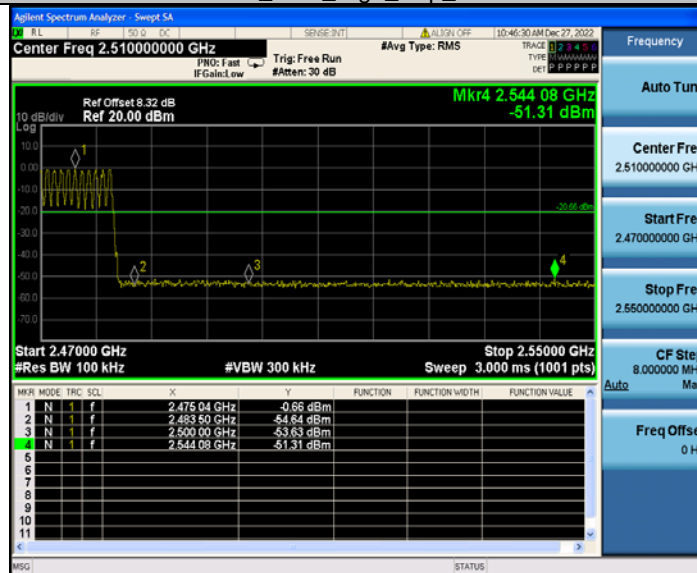 Agilent Spectrum Analyzer - Swept SA
RL RF 50 Ω DC SENSE:INT ALIGN OFF 10:46:30 AM Dec 27, 2022
Center Freq 2.510000000 GHz
#Avg Type: RMS
TRACE 1 2 3 4 5 6
TYPE MWWWWW
DET P P P P P P
PNO: Fast
IFGain:Low
Trig: Free Run
#Atten: 30 dB
Mkr4 2.544 08 GHz
-51.31 dBm
Ref Offset 8.32 dB
10 dB/div Ref 20.00 dBm
Log
10.0
0.00
-10.0
-20.0
-30.0
-40.0
-50.0
-60.0
-70.0
1
2
3
4
-20.66 dBm
Start 2.47000 GHz Stop 2.55000 GHz
#Res BW 100 kHz #VBW 300 kHz Sweep 3.000 ms (1001 pts)
MKR MODE TRC SCL X Y FUNCTION FUNCTION WIDTH FUNCTION VALUE
1 N 1 f 2.475 04 GHz -0.66 dBm
2 N 1 f 2.483 50 GHz -54.64 dBm
3 N 1 f 2.500 00 GHz -53.63 dBm
4 N 1 f 2.544 08 GHz -51.31 dBm
5
6
7
8
9
10
11
MSG STATUS
Frequency
Auto Tun
Center Fre
2.510000000 GH
Start Fre
2.470000000 GH
Stop Fre
2.550000000 GH
CF Ste
8.000000 MH
Auto Ma
Freq Offse
0 H